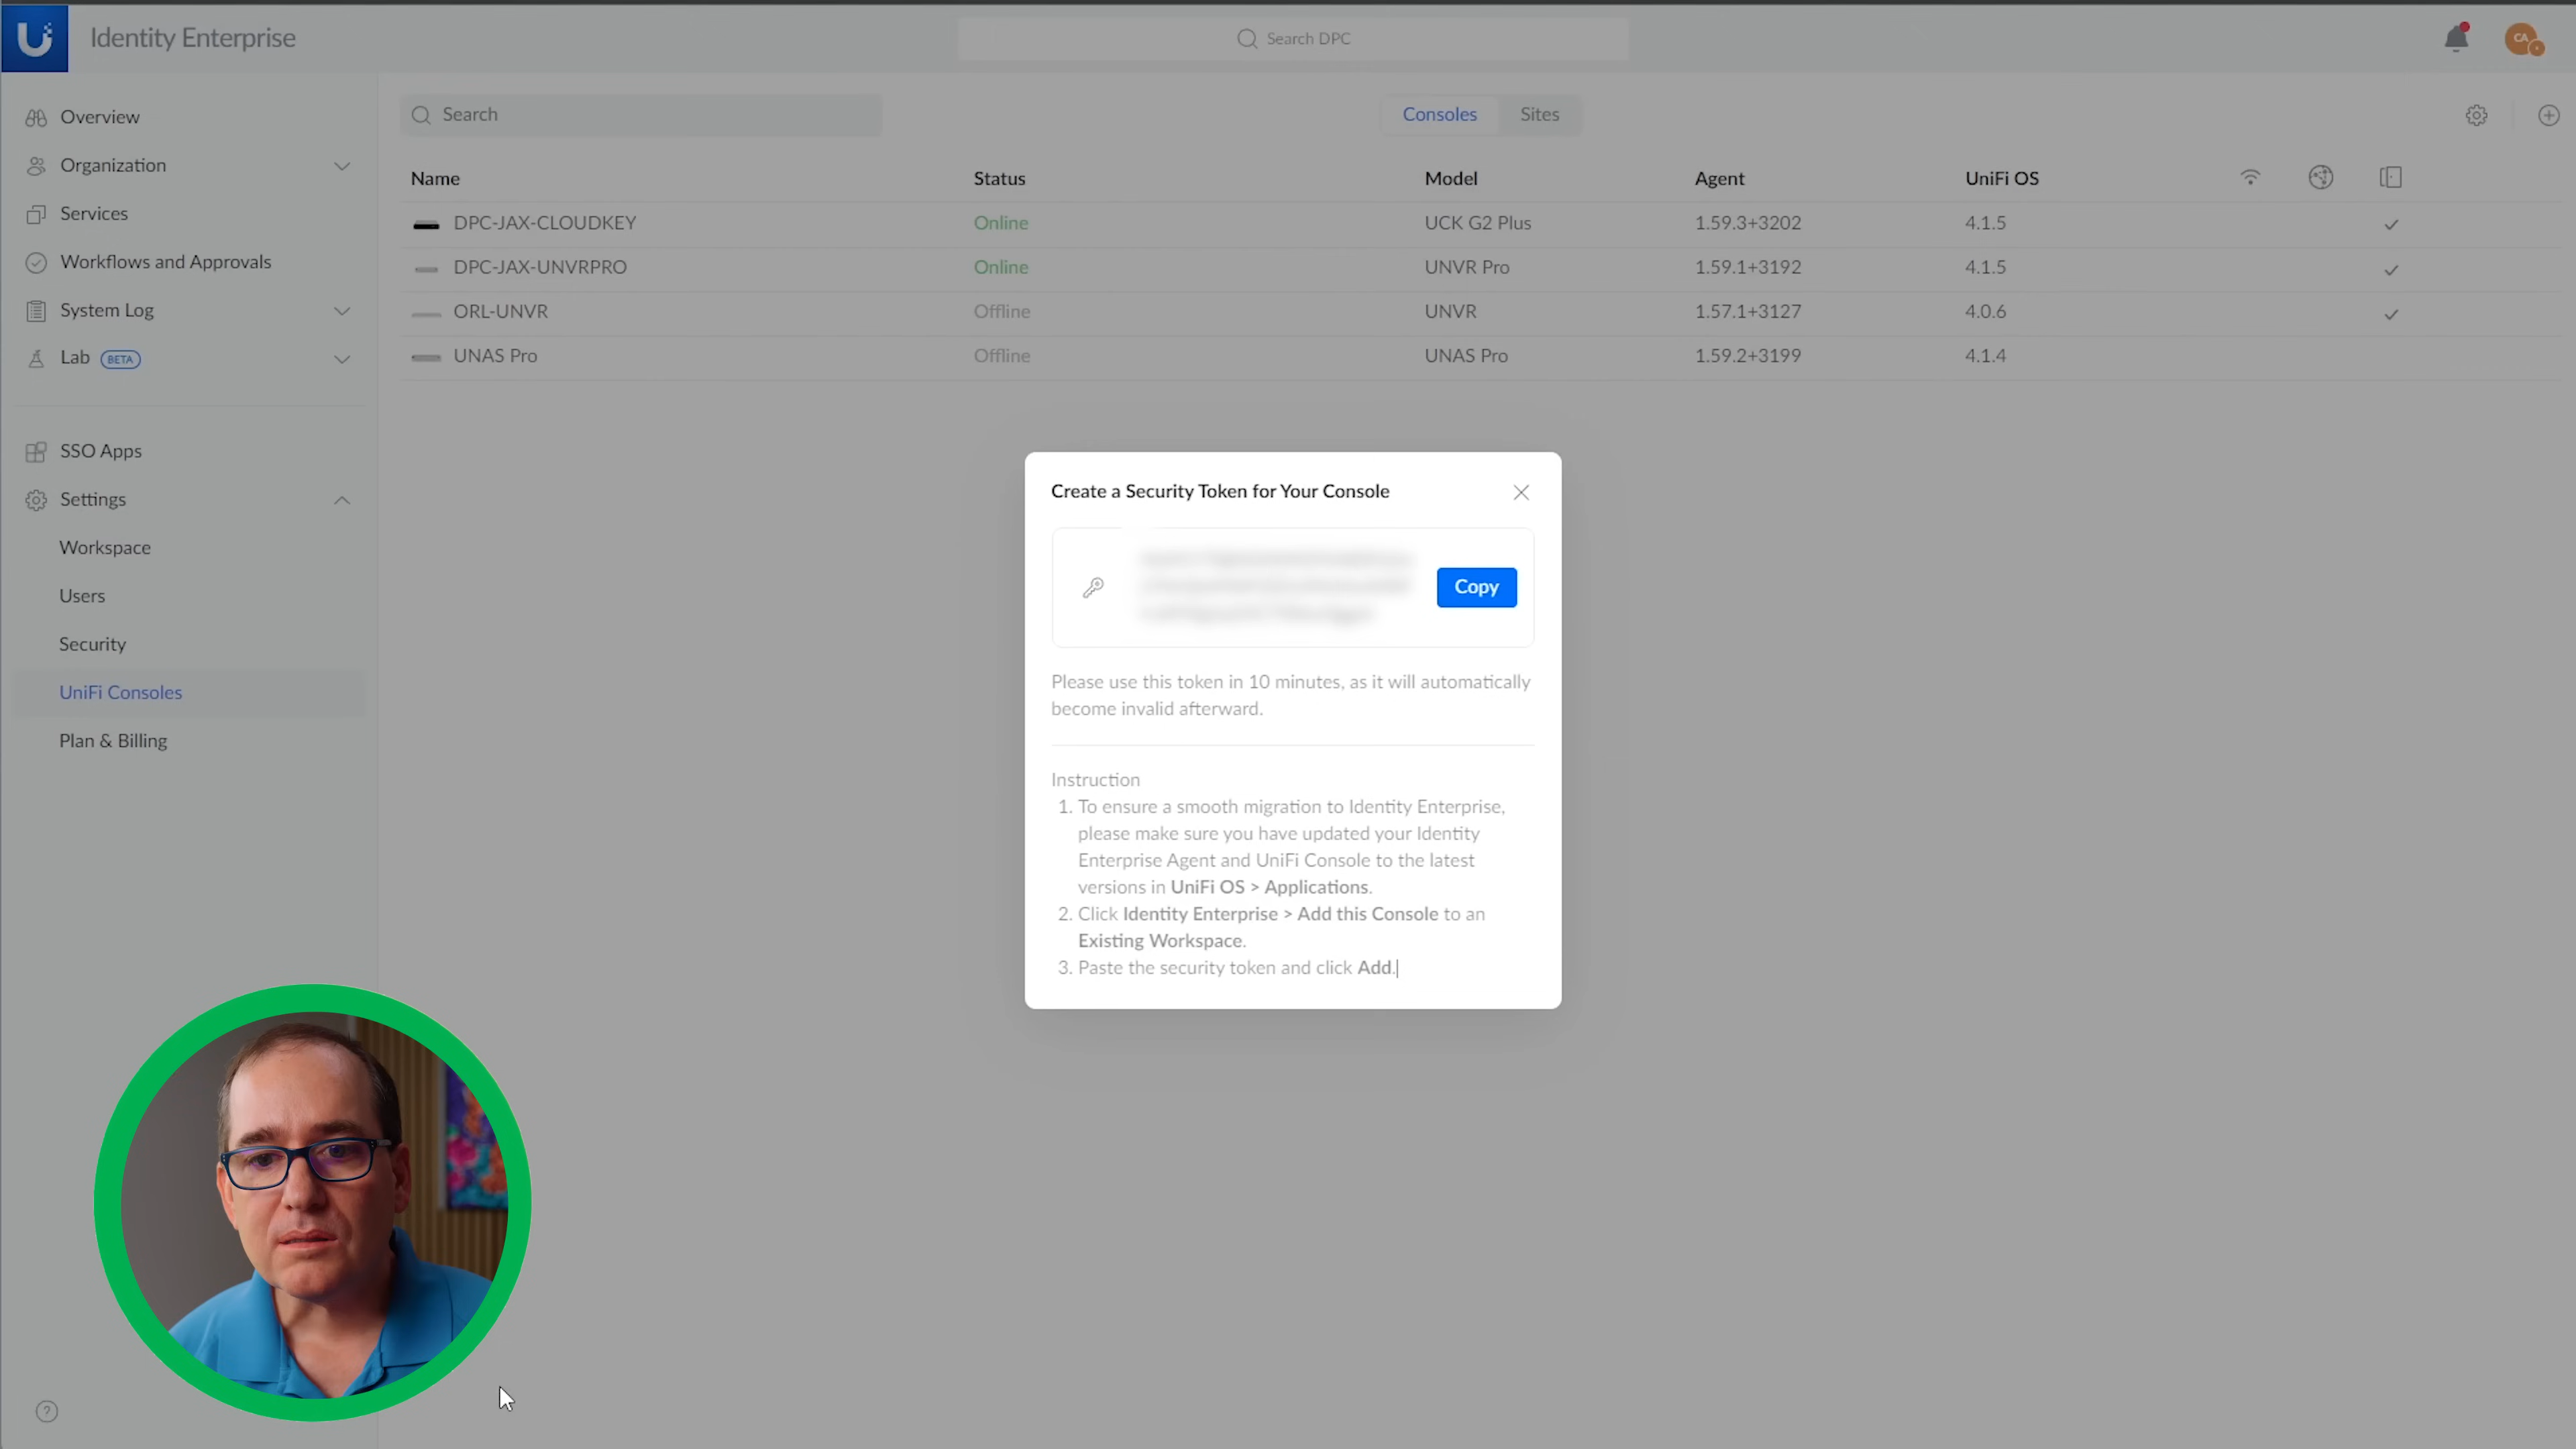 Identity Enterprise
Search DPC
CA
Overview
Organization
Services
Workflows and Approvals
System Log
Lab BETA
SSO Apps
Settings
Workspace
Users
Security
UniFi Consoles
Plan & Billing
Search
Consoles Sites
Name Status Model Agent UniFi OS
DPC-JAX-CLOUDKEY Online UCK G2 Plus 1.59.3+3202 4.1.5
DPC-JAX-UNVRPRO Online UNVR Pro 1.59.1+3192 4.1.5
ORL-UNVR Offline UNVR 1.57.1+3127 4.0.6
UNAS Pro Offline UNAS Pro 1.59.2+3199 4.1.4
Create a Security Token for Your Console
Copy
Please use this token in 10 minutes, as it will automatically
become invalid afterward.
Instruction
1. To ensure a smooth migration to Identity Enterprise,
please make sure you have updated your Identity
Enterprise Agent and UniFi Console to the latest
versions in UniFi OS > Applications.
2. Click Identity Enterprise > Add this Console to an
Existing Workspace.
3. Paste the security token and click Add.
?